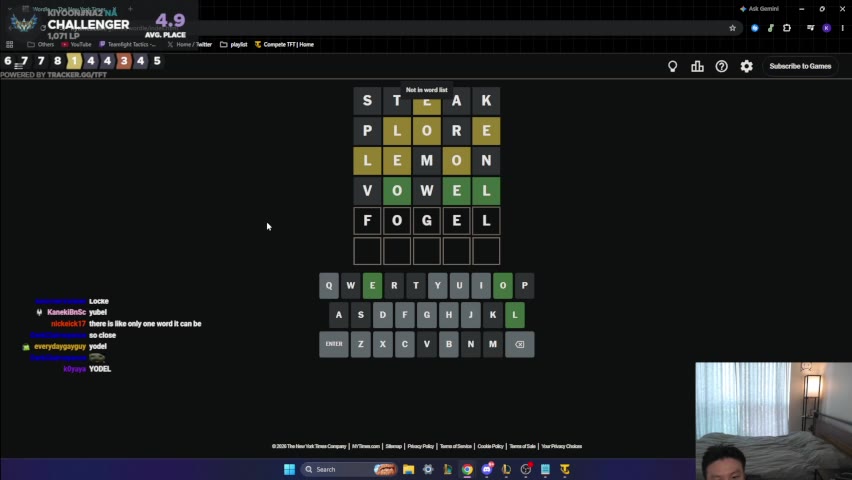 KIYOON#NA2 NA
CHALLENGER
1,071 LP
4.9
AVG. PLACE
Ask Gemini
Others
YouTube
Teamfight Tactics -...
Home / Twitter
playlist
Compete TFT | Home
6 7 7 8 1 4 4 3 4 5
POWERED BY TRACKER.GG/TFT
Subscribe to Games
Not in word list
S T E A K
P L O R E
L E M O N
V O W E L
F O G E L
Q W E R T Y U I O P
A S D F G H J K L
ENTER Z X C V B N M
Locke
KanekiBnSc yubel
nickeick17 there is like only one word it can be
so close
everydaygayguy yodel
k0yaya YODEL
© 2026 The New York Times Company | NYTimes.com | Sitemap | Privacy Policy | Terms of Service | Cookie Policy | Terms of Sale | Your Privacy Choices
Search